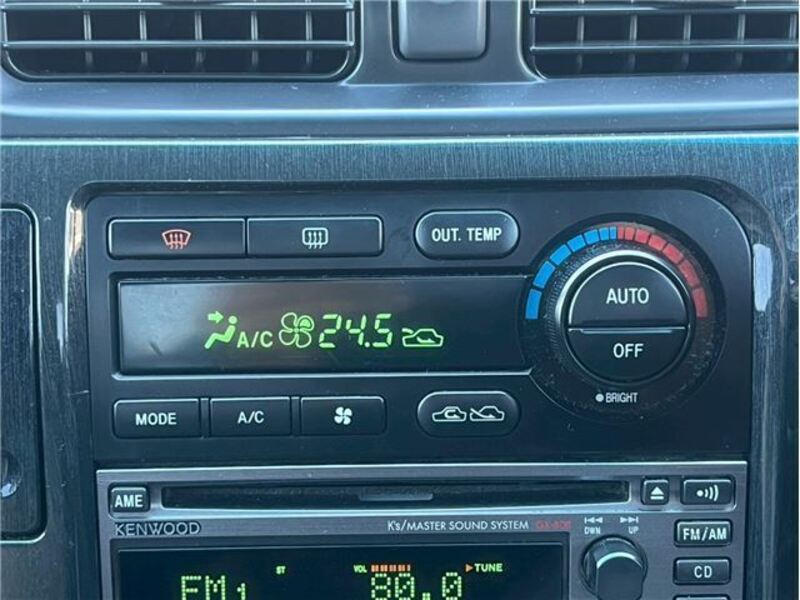 OUT. TEMP
AUTO
A/C 24.5
OFF
BRIGHT
MODE A/C
AME
KENWOOD K's/MASTER SOUND SYSTEM
DWN UP
FM/AM
ST VOL TUNE
FM1 80.0
CD